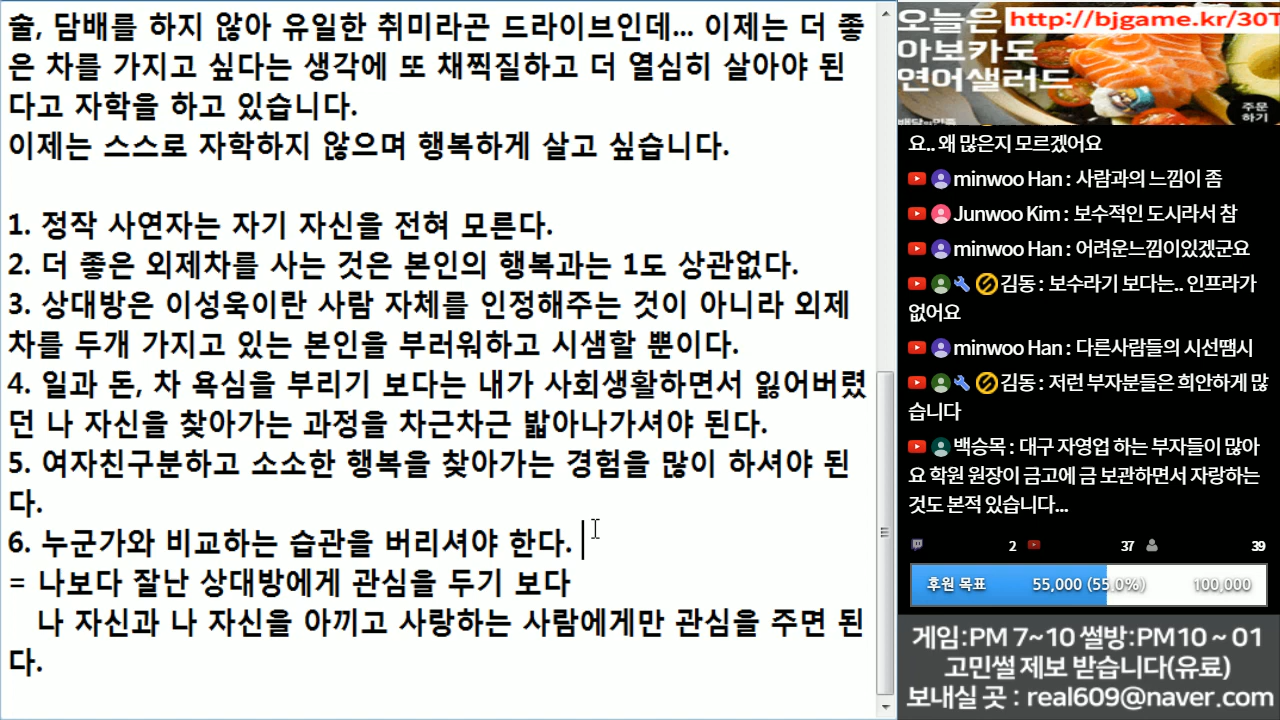 술, 담배를 하지 않아 유일한 취미라곤 드라이브인데... 이제는 더 좋
은 차를 가지고 싶다는 생각에 또 채찍질하고 더 열심히 살아야 된
다고 자학을 하고 있습니다.
이제는 스스로 자학하지 않으며 행복하게 살고 싶습니다.
1. 정작 사연자는 자기 자신을 전혀 모른다.
2. 더 좋은 외제차를 사는 것은 본인의 행복과는 1도 상관없다.
3. 상대방은 이성욱이란 사람 자체를 인정해주는 것이 아니라 외제
차를 두개 가지고 있는 본인을 부러워하고 시샘할 뿐이다.
4. 일과 돈, 차 욕심을 부리기 보다는 내가 사회생활하면서 잃어버렸
던 나 자신을 찾아가는 과정을 차근차근 밟아나가셔야 된다.
5. 여자친구분하고 소소한 행복을 찾아가는 경험을 많이 하셔야 된
다.
6. 누군가와 비교하는 습관을 버리셔야 한다.
= 나보다 잘난 상대방에게 관심을 두기 보다
나 자신과 나 자신을 아끼고 사랑하는 사람에게만 관심을 주면 된
다.
오늘은
http://bjgame.kr/30T
아보카도
연어샐러드
주문
하기
요.. 왜 많은지 모르겠어요
minwoo Han : 사람과의 느낌이 좀
Junwoo Kim : 보수적인 도시라서 참
minwoo Han : 어려운느낌이있겠군요
김동 : 보수라기 보다는.. 인프라가
없어요
minwoo Han : 다른사람들의 시선땜시
김동 : 저런 부자분들은 희안하게 많
습니다
백승목 : 대구 자영업 하는 부자들이 많아
요 학원 원장이 금고에 금 보관하면서 자랑하는
것도 본적 있습니다...
2 37 39
후원 목표 55,000 (55.0%) 100,000
게임:PM 7~10 썰방:PM10 ~ 01
고민썰 제보 받습니다(유료)
보내실 곳 : real609@naver.com